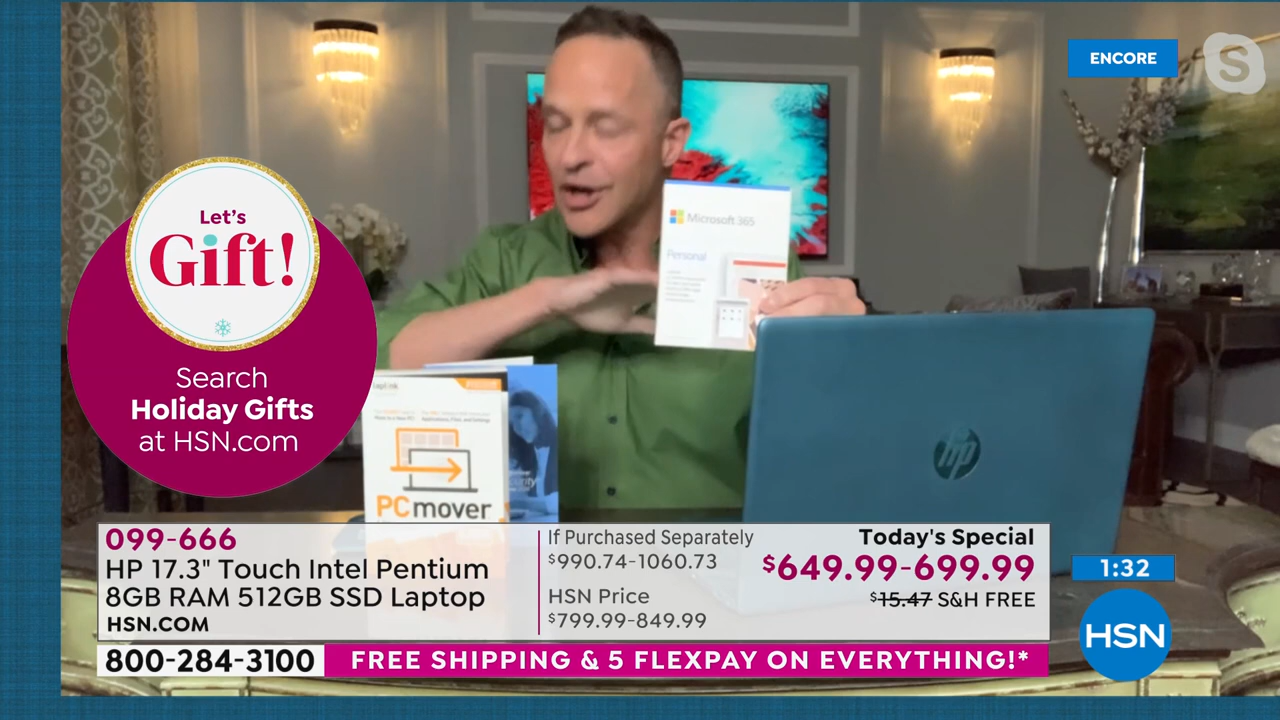 ENCORE
S
Let's
Gift!
Search
Holiday Gifts
at HSN.com
Microsoft 365
Personal
laplink
PCmover
hp
099-666
HP 17.3" Touch Intel Pentium
8GB RAM 512GB SSD Laptop
HSN.COM
If Purchased Separately
$990.74-1060.73
HSN Price
$799.99-849.99
Today's Special
$649.99-699.99
$15.47 S&H FREE
1:32
HSN
800-284-3100
FREE SHIPPING & 5 FLEXPAY ON EVERYTHING!*